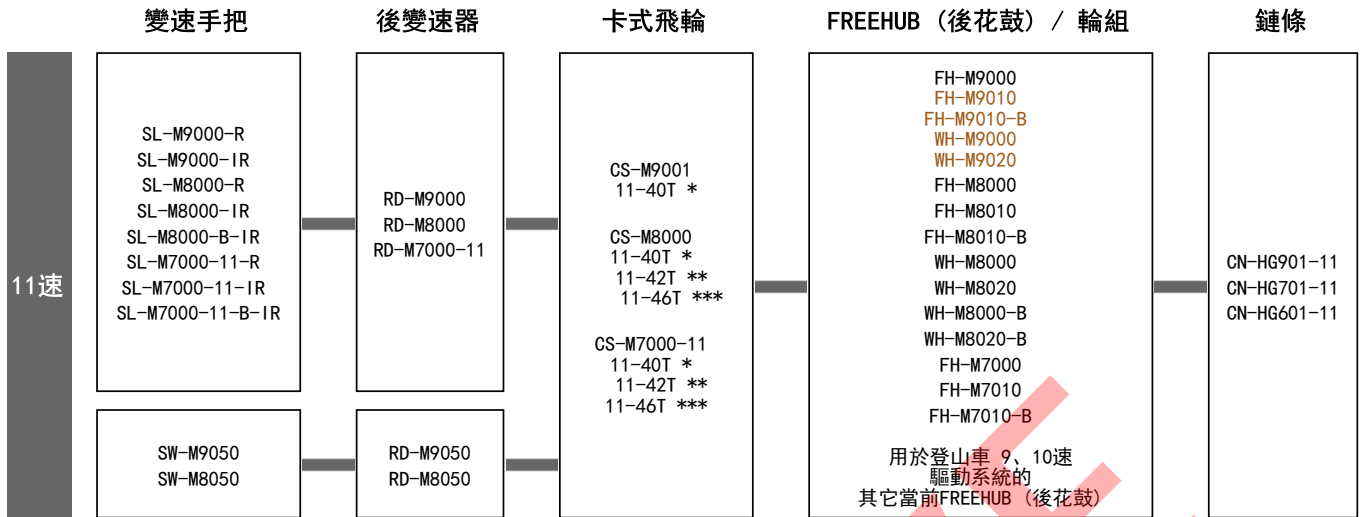 變速手把
後變速器
卡式飛輪
FREEHUB (後花鼓) / 輪組
鏈條
11速
SL-M9000-R
SL-M9000-IR
SL-M8000-R
SL-M8000-IR
SL-M8000-B-IR
SL-M7000-11-R
SL-M7000-11-IR
SL-M7000-11-B-IR
RD-M9000
RD-M8000
RD-M7000-11
SW-M9050
SW-M8050
RD-M9050
RD-M8050
CS-M9001
11-40T *
CS-M8000
11-40T *
11-42T **
11-46T ***
CS-M7000-11
11-40T *
11-42T **
11-46T ***
FH-M9000
FH-M9010
FH-M9010-B
WH-M9000
WH-M9020
FH-M8000
FH-M8010
FH-M8010-B
WH-M8000
WH-M8020
WH-M8000-B
WH-M8020-B
FH-M7000
FH-M7010
FH-M7010-B
用於登山車 9、10速
驅動系統的
其它當前FREEHUB (後花鼓)
CN-HG901-11
CN-HG701-11
CN-HG601-11